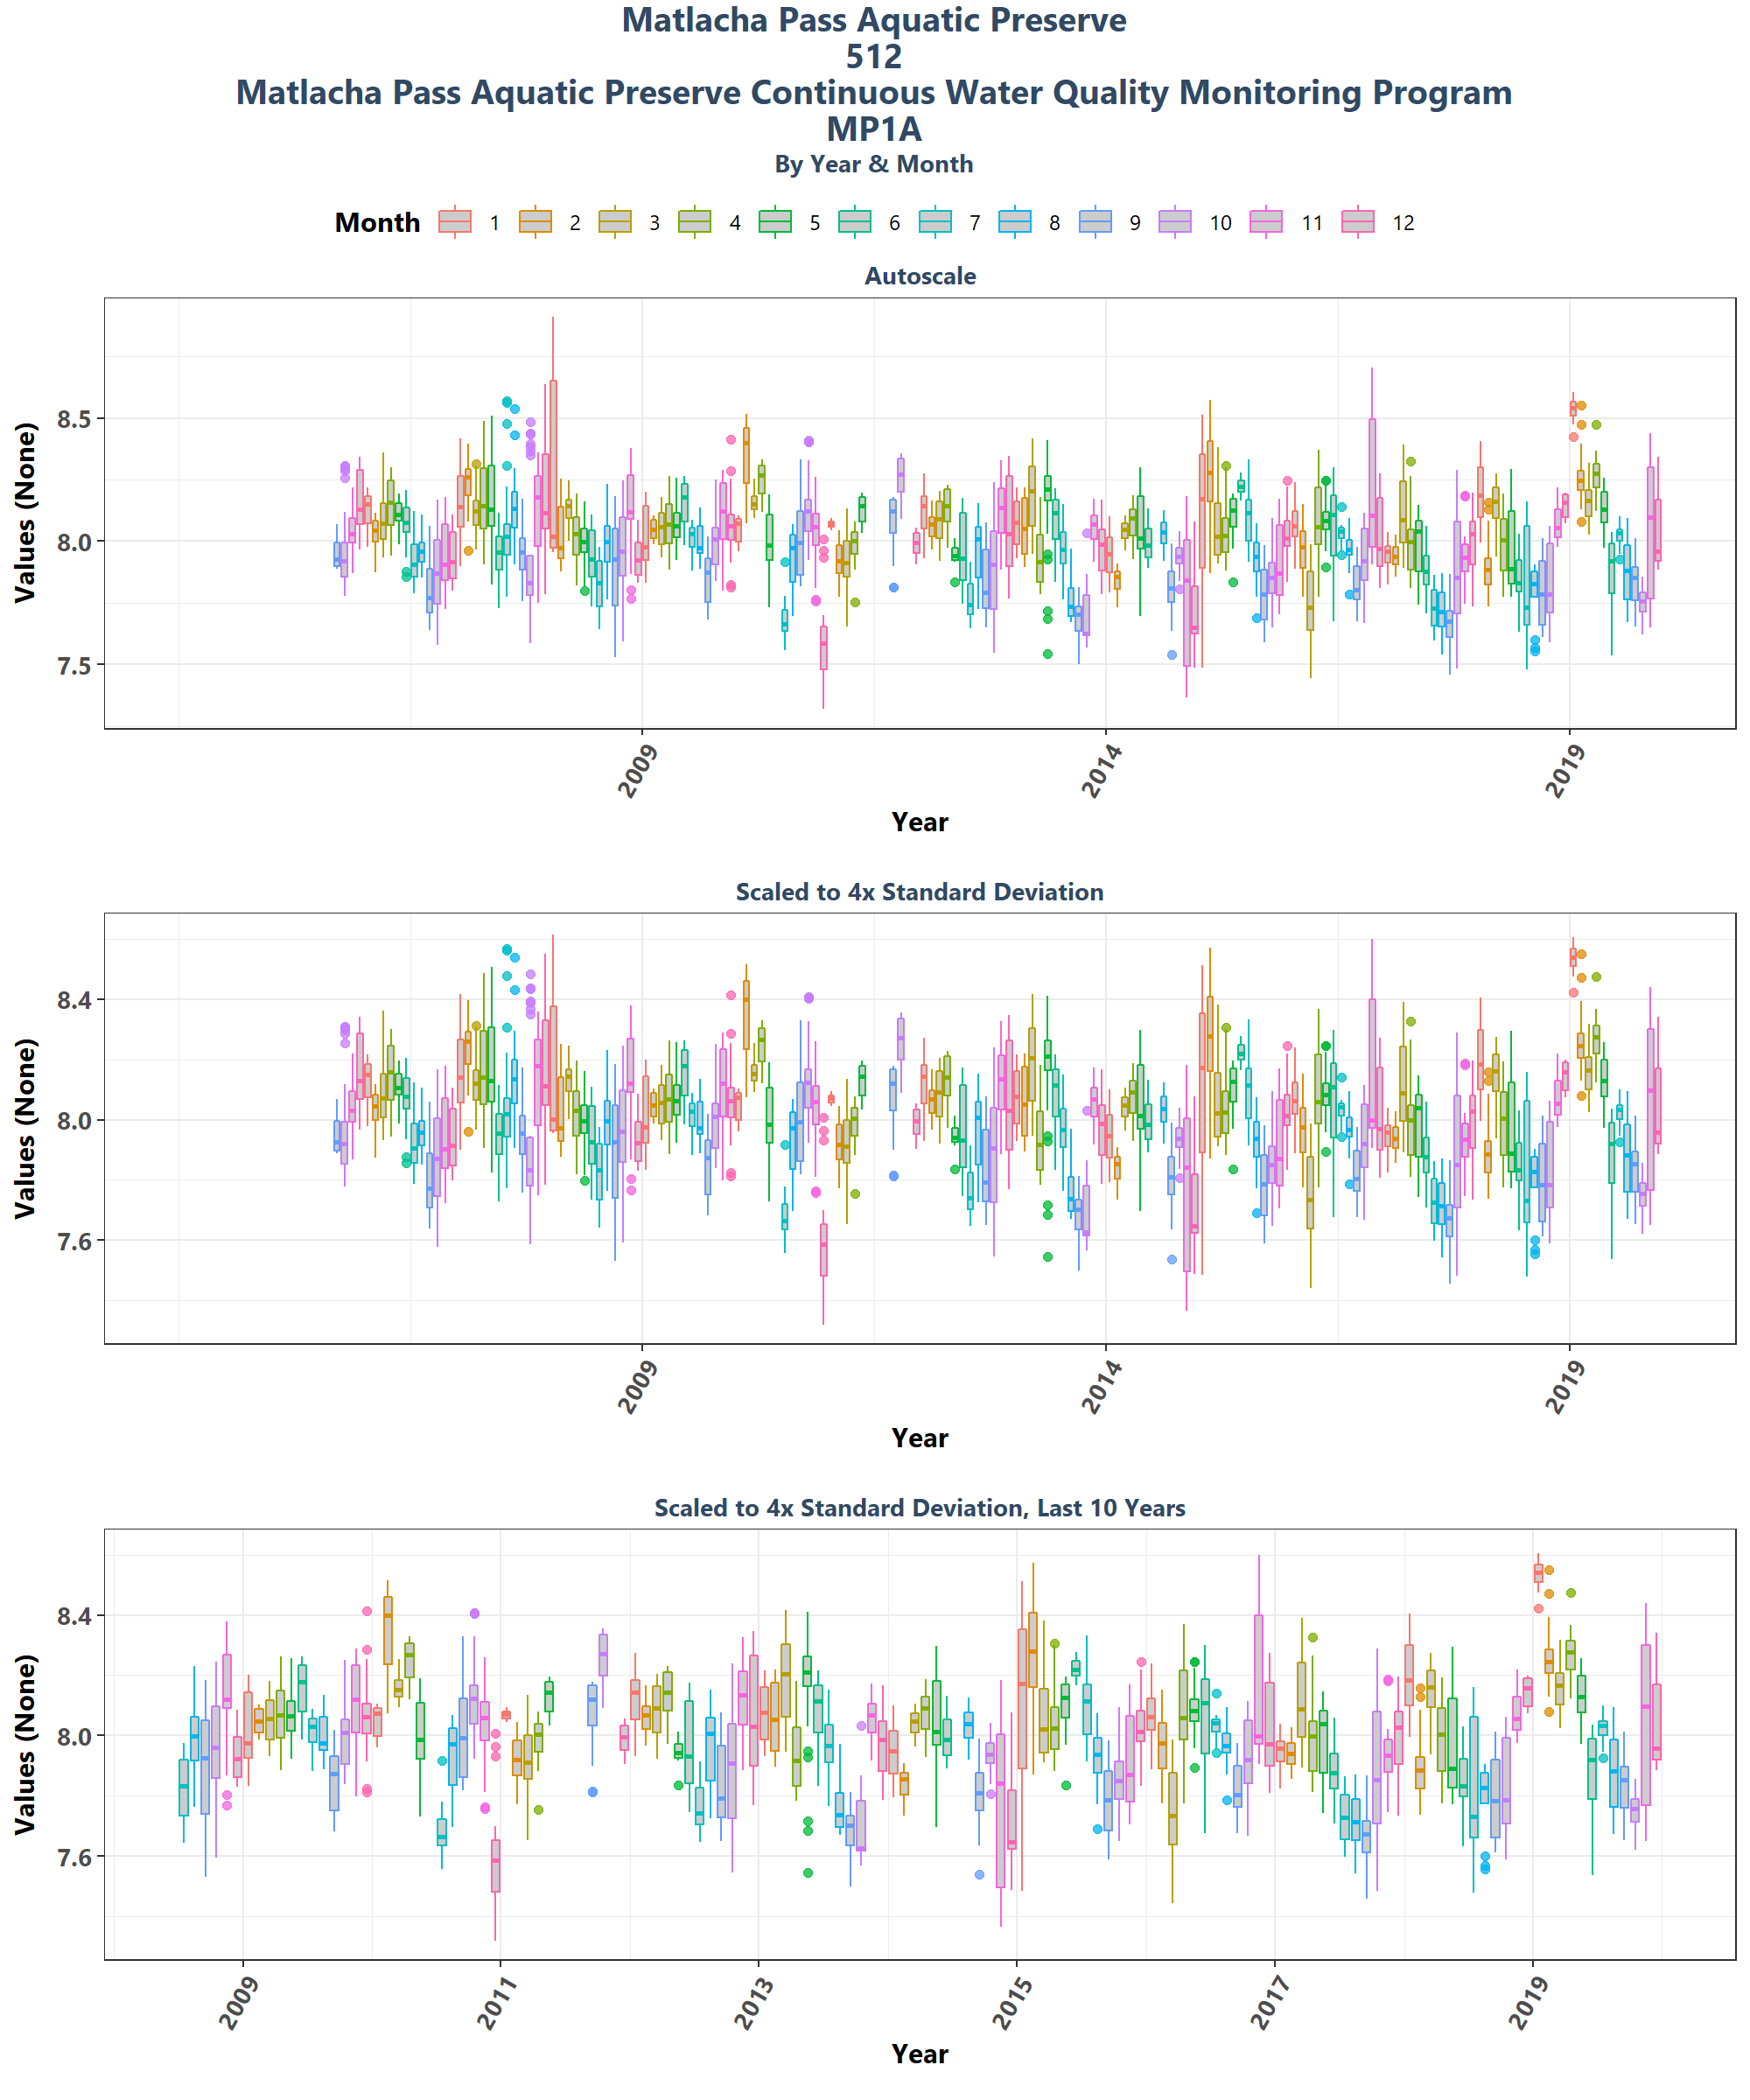 Matlacha Pass Aquatic Preserve
512
Matlacha Pass Aquatic Preserve Continuous Water Quality Monitoring Program
MP1A
By Year & Month
Month 1 2 3 4 5 6 7 8 9 10 11 12
Autoscale
Values (None)
8.5
8.0
7.5
2009 2014 2019
Year
Scaled to 4x Standard Deviation
Values (None)
8.4
8.0
7.6
2009 2014 2019
Year
Scaled to 4x Standard Deviation, Last 10 Years
Values (None)
8.4
8.0
7.6
2009 2011 2013 2015 2017 2019
Year